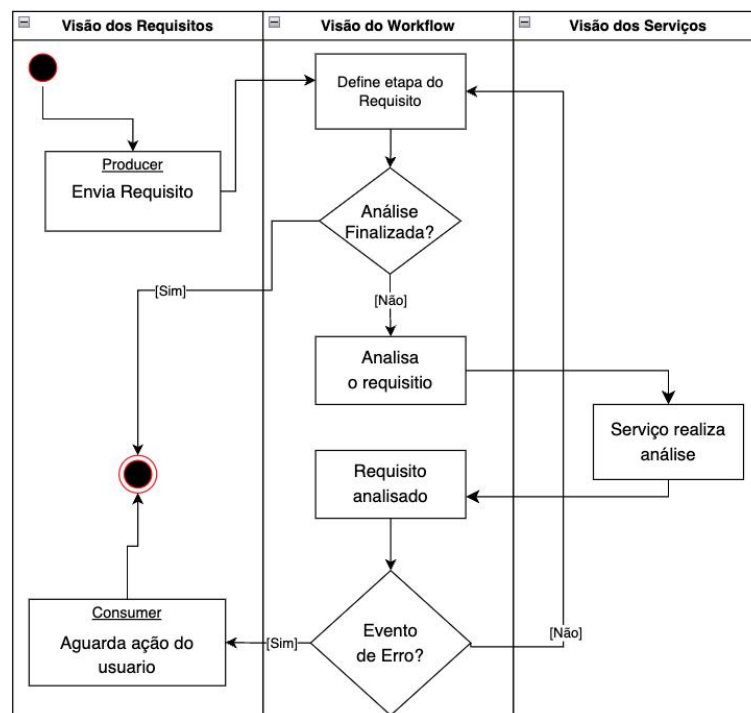 Visão dos Requisitos
Visão do Workflow
Visão dos Serviços
Define etapa do
Requisito
Producer
Envia Requisito
Análise
Finalizada?
[Sim]
[Não]
Analisa
o requisitio
Serviço realiza
análise
Requisito
analisado
Consumer
Aguarda ação do
usuario
[Sim]
Evento
de Erro?
[Não]